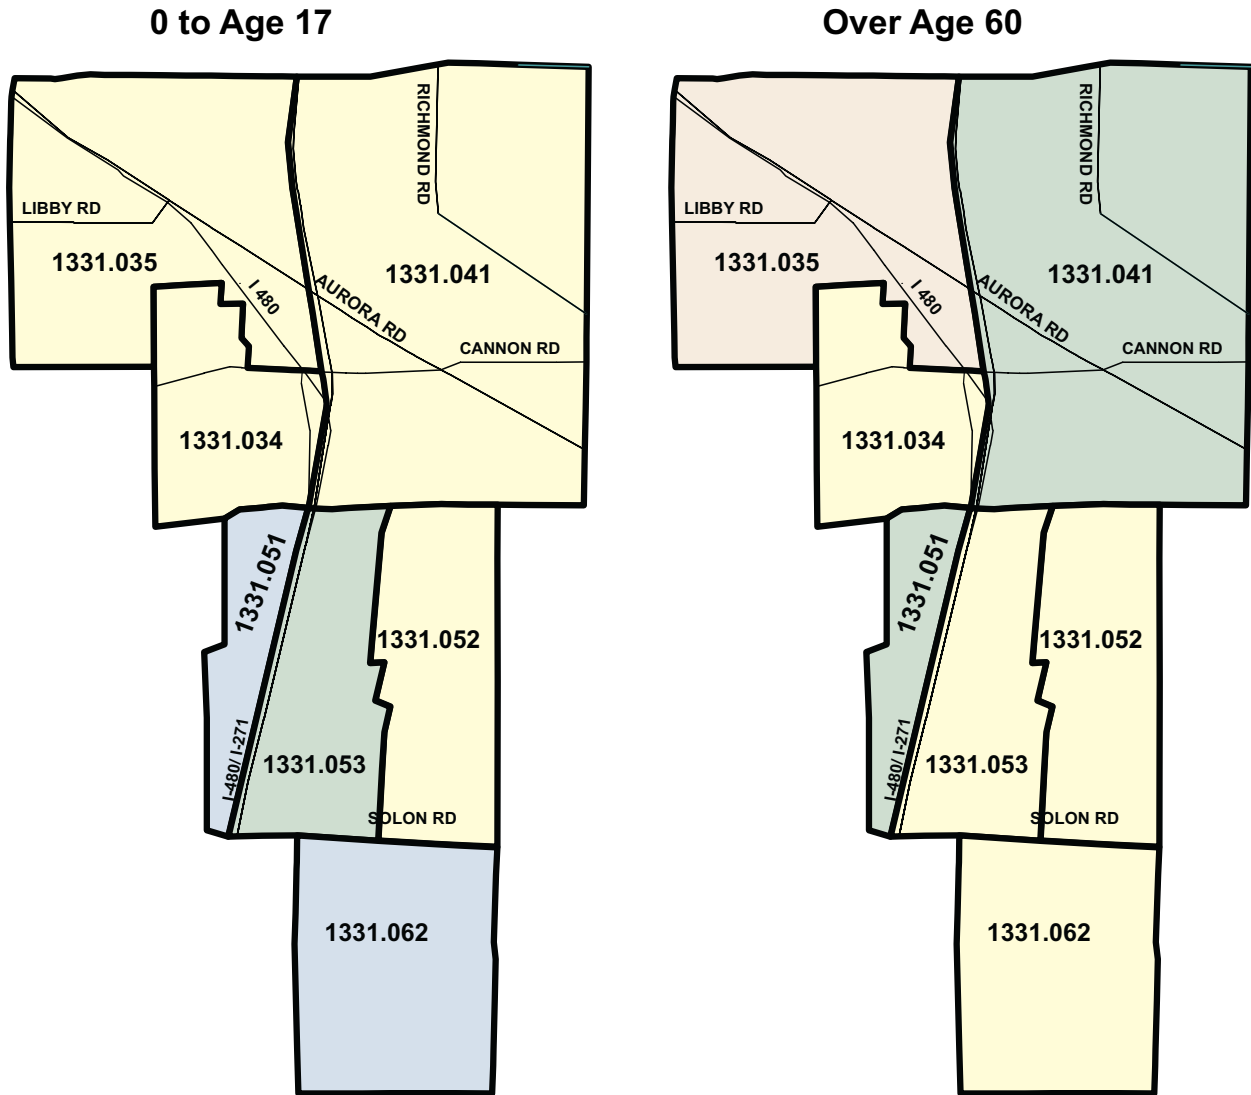 0 to Age 17
RICHMOND RD
LIBBY RD
1331.035
1331.041
I 480
AURORA RD
CANNON RD
1331.034
1331.051
1331.052
I-480/ I-271
1331.053
SOLON RD
1331.062
Over Age 60
RICHMOND RD
LIBBY RD
1331.035
1331.041
I 480
AURORA RD
CANNON RD
1331.034
1331.051
1331.052
I-480/ I-271
1331.053
SOLON RD
1331.062